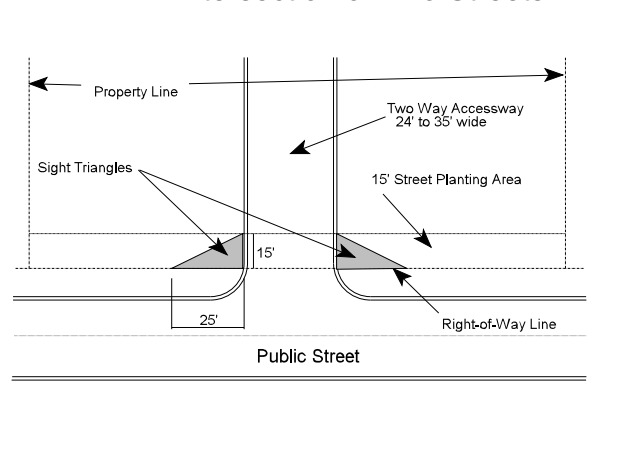 Property Line
Two Way Accessway
24' to 35' wide
Sight Triangles
15' Street Planting Area
15'
25'
Right-of-Way Line
Public Street